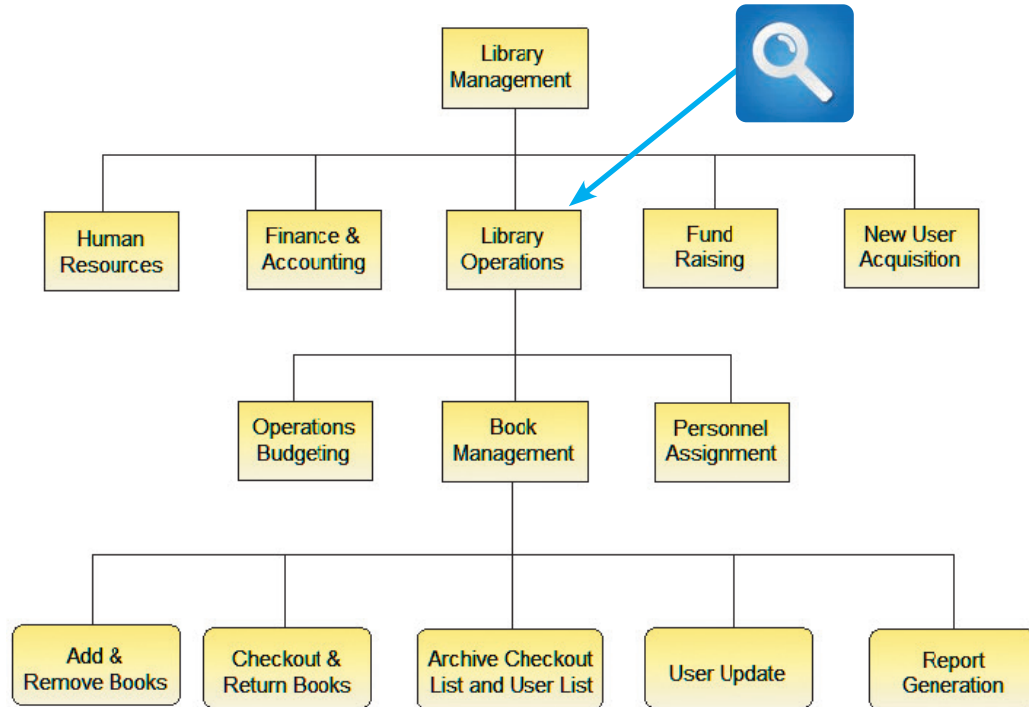 Library
Management
Human
Resources
Finance &
Accounting
Library
Operations
Fund
Raising
New User
Acquisition
Operations
Budgeting
Book
Management
Personnel
Assignment
Add &
Remove Books
Checkout &
Return Books
Archive Checkout
List and User List
User Update
Report
Generation